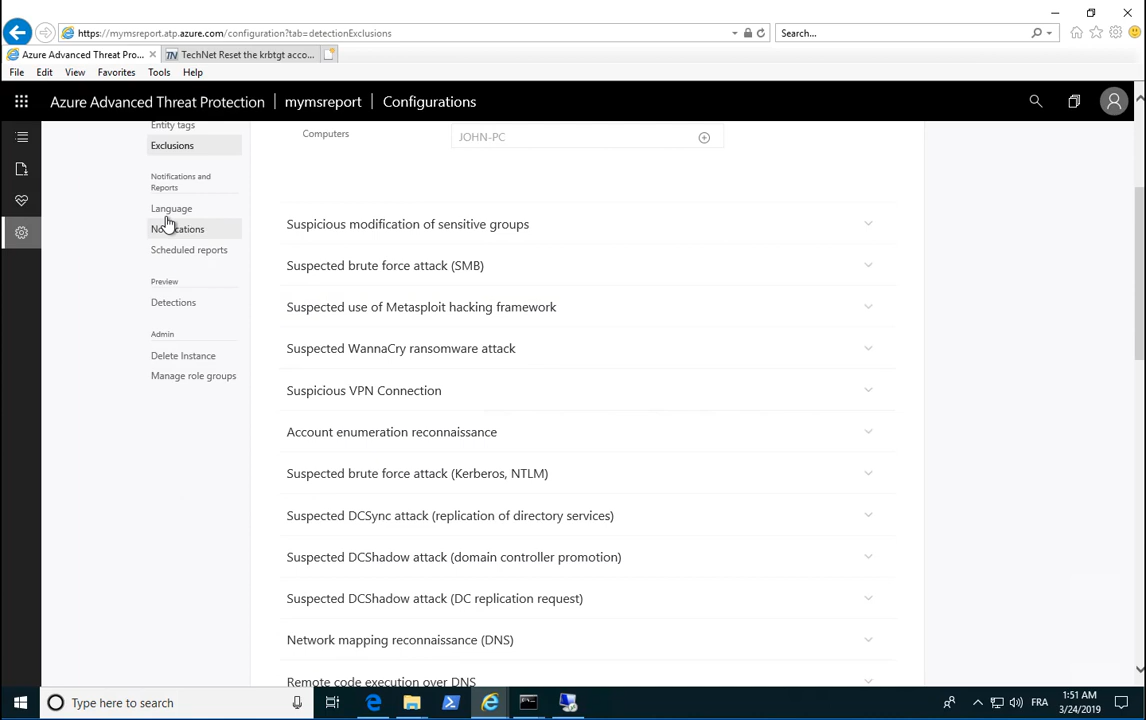 https://mymsreport.atp.azure.com/configuration?tab=detectionExclusions
Search...
Azure Advanced Threat Pro...
TN TechNet Reset the krbtgt acco...
File Edit View Favorites Tools Help
Azure Advanced Threat Protection mymsreport Configurations
Entity tags
Exclusions
Notifications and
Reports
Language
Notifications
Scheduled reports
Preview
Detections
Admin
Delete Instance
Manage role groups
Computers
JOHN-PC
Suspicious modification of sensitive groups
Suspected brute force attack (SMB)
Suspected use of Metasploit hacking framework
Suspected WannaCry ransomware attack
Suspicious VPN Connection
Account enumeration reconnaissance
Suspected brute force attack (Kerberos, NTLM)
Suspected DCSync attack (replication of directory services)
Suspected DCShadow attack (domain controller promotion)
Suspected DCShadow attack (DC replication request)
Network mapping reconnaissance (DNS)
Remote code execution over DNS
Type here to search
FRA
1:51 AM
3/24/2019